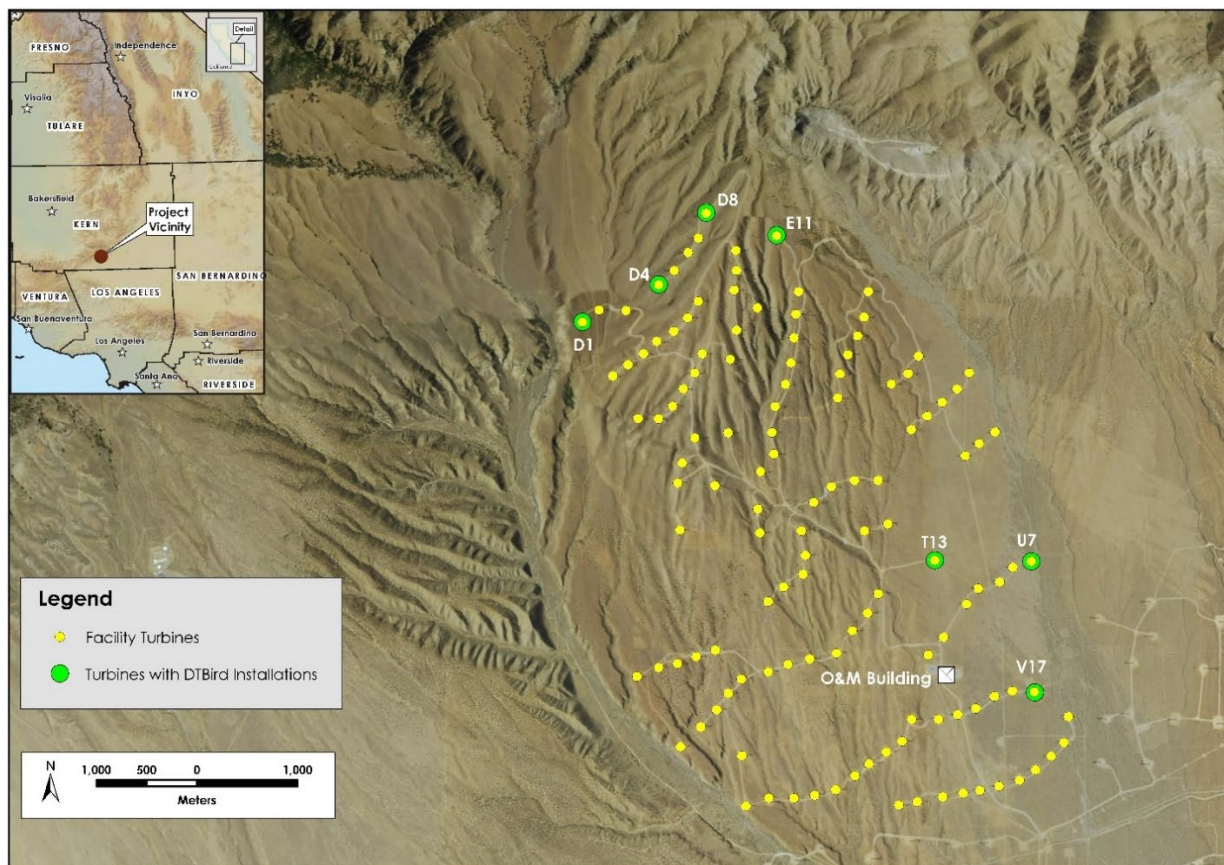 Detail
California
FRESNO
Independence
INYO
Visalia
TULARE
Bakersfield
KERN
Project
Vicinity
SAN BERNARDINO
VENTURA
LOS ANGELES
San Buenaventura
Los Angeles
San Bernardino
Riverside
Santa Ana
RIVERSIDE
D8
E11
D4
D1
T13
U7
O&M Building
V17
Legend
Facility Turbines
Turbines with DTBird Installations
N
1,000 500 0 1,000
Meters